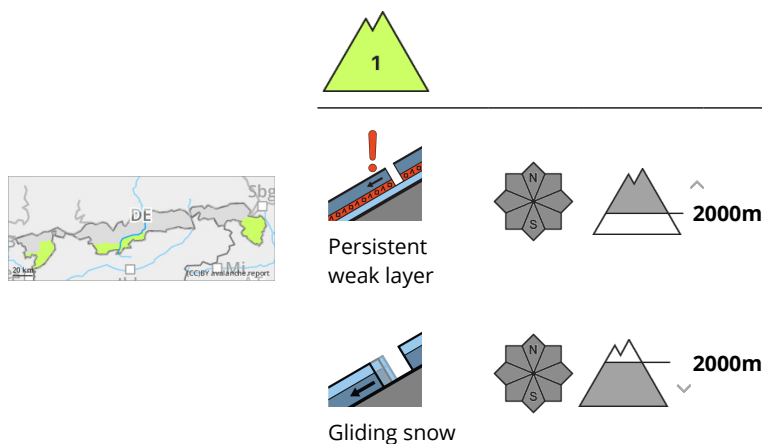 1
Sbg
DE
20 km
Mi
(CC)BY avalanche.report
N
S
2000m
Persistent
weak layer
N
S
2000m
Gliding snow